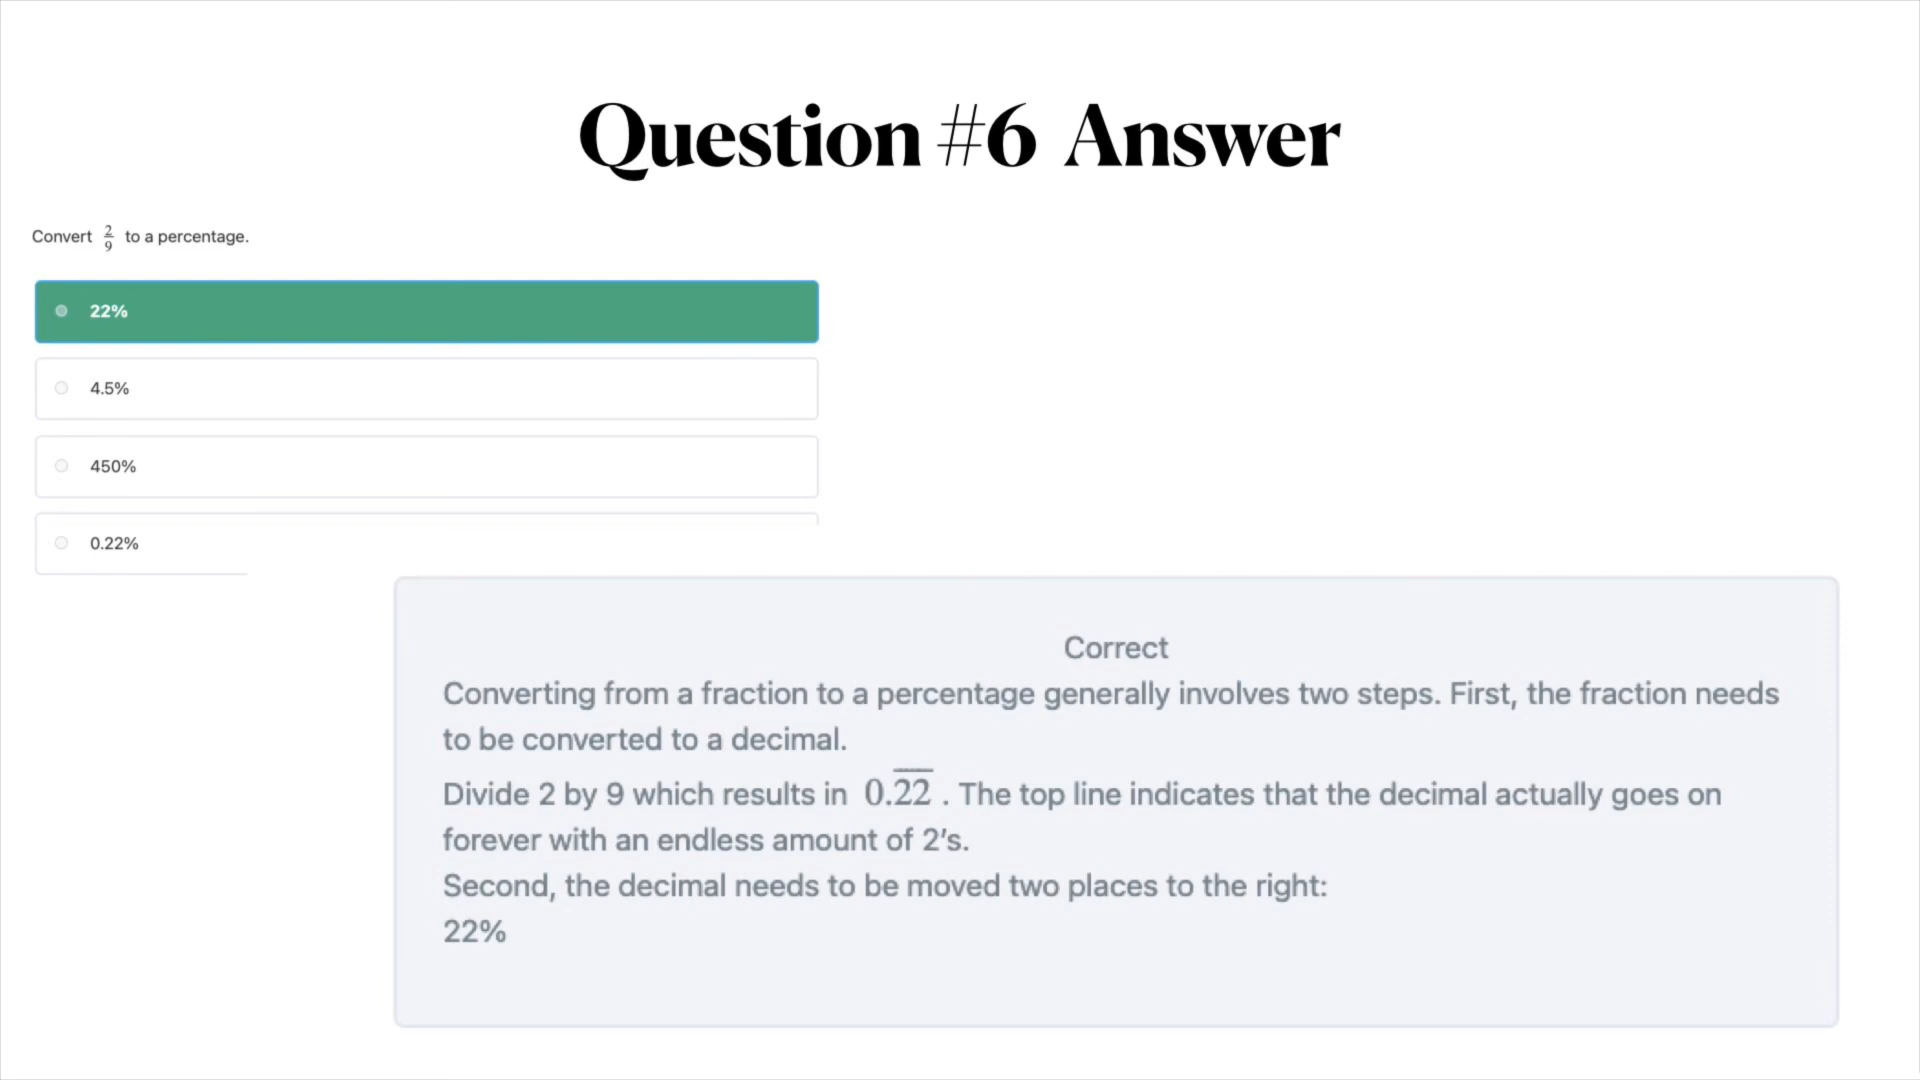 Question #6 Answer
Convert 2/9 to a percentage.
22%
4.5%
450%
0.22%
Correct
Converting from a fraction to a percentage generally involves two steps. First, the fraction needs
to be converted to a decimal.
Divide 2 by 9 which results in 0.2̅2̅ . The top line indicates that the decimal actually goes on
forever with an endless amount of 2’s.
Second, the decimal needs to be moved two places to the right:
22%